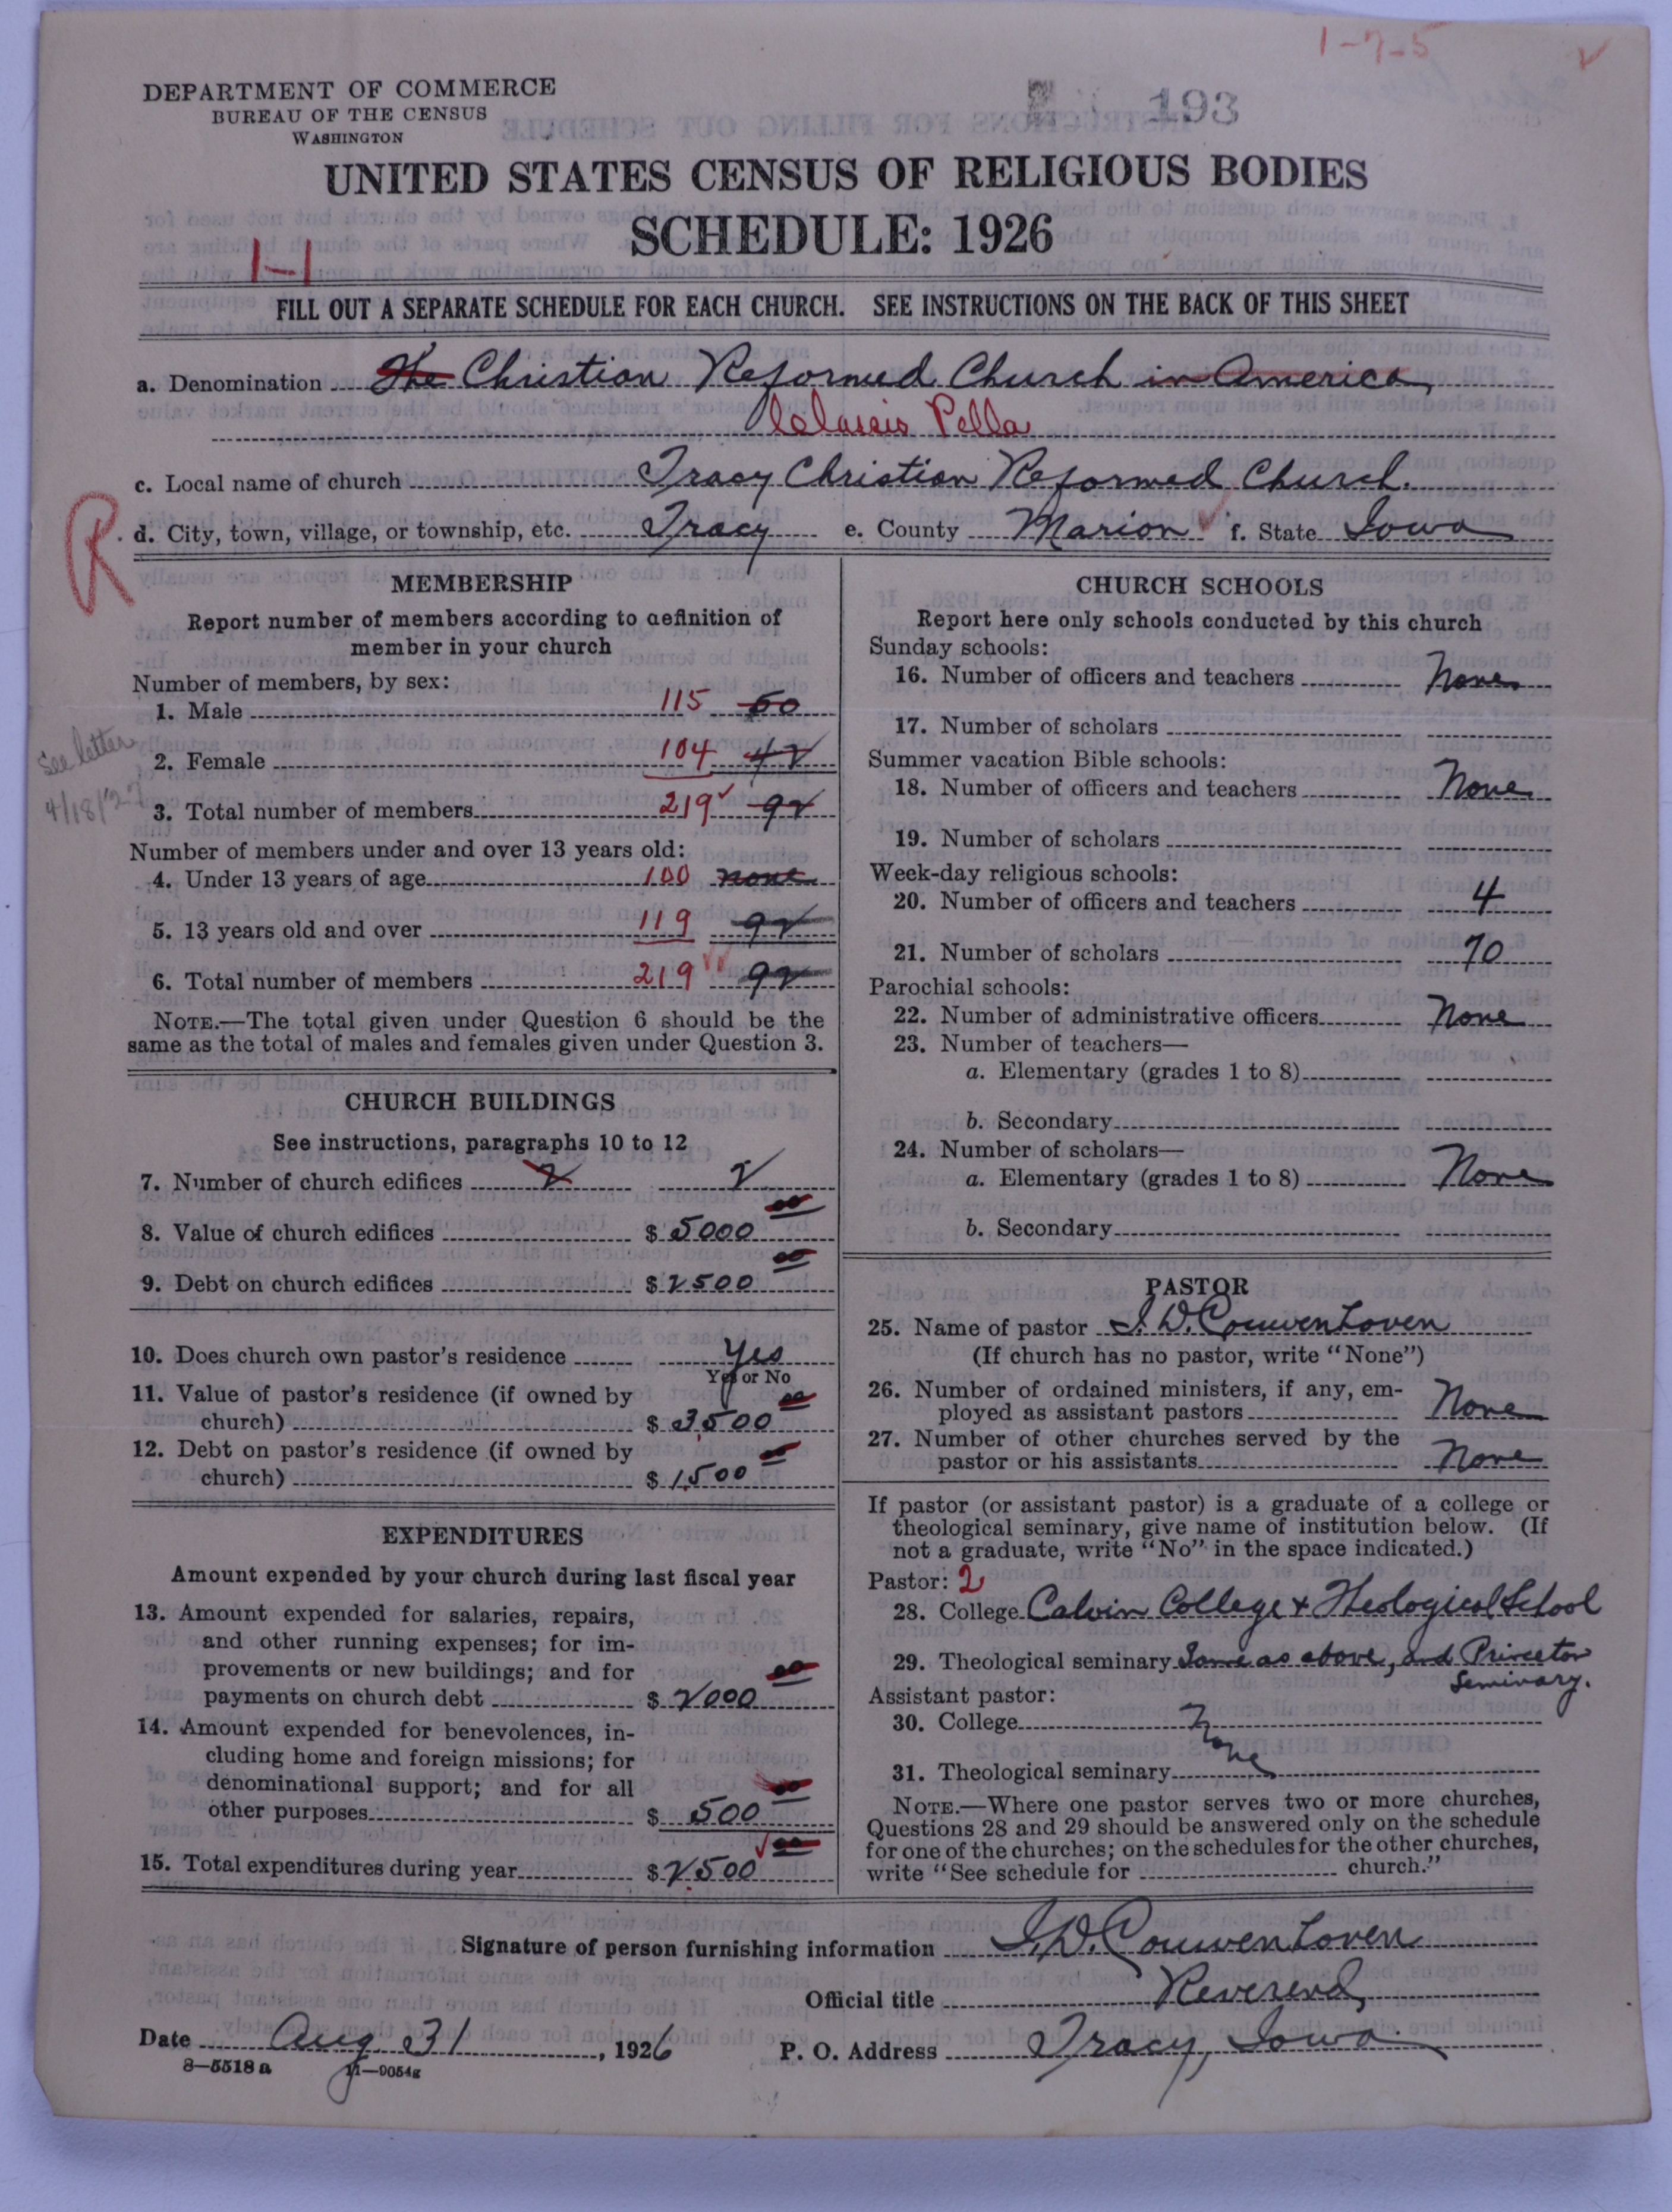 1-7-5
DEPARTMENT OF COMMERCE
BUREAU OF THE CENSUS
WASHINGTON
193
UNITED STATES CENSUS OF RELIGIOUS BODIES
SCHEDULE: 1926
1-1
FILL OUT A SEPARATE SCHEDULE FOR EACH CHURCH. SEE INSTRUCTIONS ON THE BACK OF THIS SHEET
a. Denomination The Christian Reformed Church in America
Classis Pella
c. Local name of church Tracy Christian Reformed Church.
R
d. City, town, village, or township, etc. Tracy e. County Marion f. State Iowa
MEMBERSHIP
Report number of members according to definition of
member in your church
Number of members, by sex:
1. Male 115 50
See letter
4/18/27
2. Female 104 42
3. Total number of members 219 92
Number of members under and over 13 years old:
4. Under 13 years of age 100 none
5. 13 years old and over 119 92
6. Total number of members 219 92
NOTE.—The total given under Question 6 should be the
same as the total of males and females given under Question 3.
CHURCH BUILDINGS
See instructions, paragraphs 10 to 12
7. Number of church edifices 2 2
8. Value of church edifices $ 5000 00
9. Debt on church edifices $ 2500 00
10. Does church own pastor's residence Yes
Yes or No
11. Value of pastor's residence (if owned by
church) $ 3500 00
12. Debt on pastor's residence (if owned by
church) $ 1500 00
EXPENDITURES
Amount expended by your church during last fiscal year
13. Amount expended for salaries, repairs,
and other running expenses; for im-
provements or new buildings; and for
payments on church debt $ 2000 00
14. Amount expended for benevolences, in-
cluding home and foreign missions; for
denominational support; and for all
other purposes $ 500 00
15. Total expenditures during year $ 2500 00
CHURCH SCHOOLS
Report here only schools conducted by this church
Sunday schools:
16. Number of officers and teachers None
17. Number of scholars
Summer vacation Bible schools:
18. Number of officers and teachers None
19. Number of scholars
Week-day religious schools:
20. Number of officers and teachers 4
21. Number of scholars 70
Parochial schools:
22. Number of administrative officers None
23. Number of teachers—
a. Elementary (grades 1 to 8)
b. Secondary
24. Number of scholars—
a. Elementary (grades 1 to 8) None
b. Secondary
PASTOR
25. Name of pastor I. D. Couwenhoven
(If church has no pastor, write "None")
26. Number of ordained ministers, if any, em-
ployed as assistant pastors None
27. Number of other churches served by the
pastor or his assistants None
If pastor (or assistant pastor) is a graduate of a college or
theological seminary, give name of institution below. (If
not a graduate, write "No" in the space indicated.)
Pastor: 2
28. College Calvin College & Theological School
29. Theological seminary Same as above, and Princeton
Seminary.
Assistant pastor:
30. College None
31. Theological seminary
NOTE.—Where one pastor serves two or more churches,
Questions 28 and 29 should be answered only on the schedule
for one of the churches; on the schedules for the other churches,
write "See schedule for church."
Signature of person furnishing information I. D. Couwenhoven
Official title Reverend
Date Aug 31, 1926 P. O. Address Tracy, Iowa
8—5518a 11—9054g